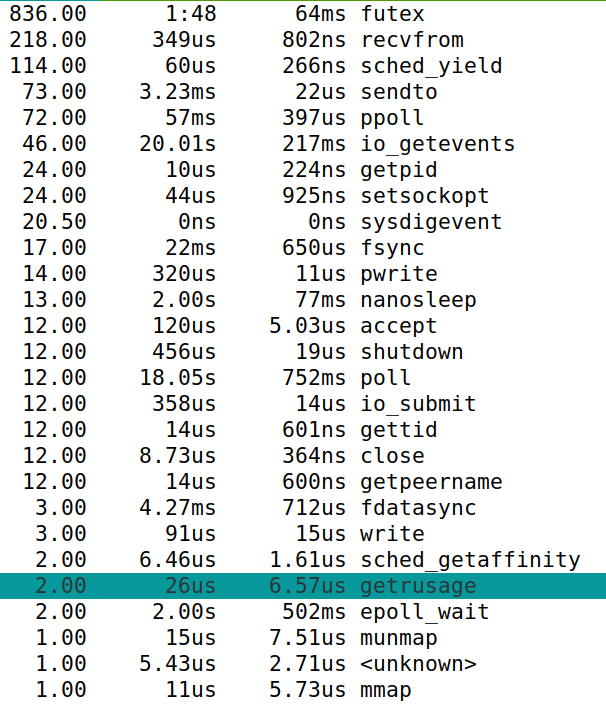 836.00 1:48 64ms futex
218.00 349us 802ns recvfrom
114.00 60us 266ns sched_yield
73.00 3.23ms 22us sendto
72.00 57ms 397us ppoll
46.00 20.01s 217ms io_getevents
24.00 10us 224ns getpid
24.00 44us 925ns setsockopt
20.50 0ns 0ns sysdigevent
17.00 22ms 650us fsync
14.00 320us 11us pwrite
13.00 2.00s 77ms nanosleep
12.00 120us 5.03us accept
12.00 456us 19us shutdown
12.00 18.05s 752ms poll
12.00 358us 14us io_submit
12.00 14us 601ns gettid
12.00 8.73us 364ns close
12.00 14us 600ns getpeername
3.00 4.27ms 712us fdatasync
3.00 91us 15us write
2.00 6.46us 1.61us sched_getaffinity
2.00 26us 6.57us getrusage
2.00 2.00s 502ms epoll_wait
1.00 15us 7.51us munmap
1.00 5.43us 2.71us <unknown>
1.00 11us 5.73us mmap